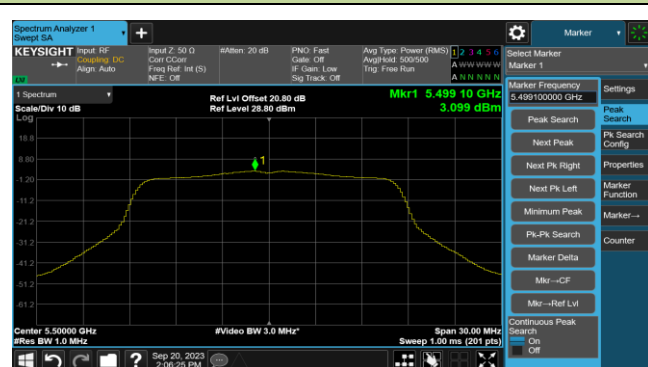 Spectrum Analyzer 1
Swept SA
+
Marker
KEYSIGHT
Input: RF
Coupling: DC
Align: Auto
Input Z: 50 Ω
Corr CCorr
Freq Ref: Int (S)
NFE: Off
#Atten: 20 dB
PNO: Fast
Gate: Off
IF Gain: Low
Sig Track: Off
Avg Type: Power (RMS)
Avg|Hold: 500/500
Trig: Free Run
1 2 3 4 5 6
A W W W W W
A N N N N N
LXI
Select Marker
Marker 1
1 Spectrum
Scale/Div 10 dB
Log
Ref Lvl Offset 20.80 dB
Ref Level 28.80 dBm
Mkr1 5.499 10 GHz
3.099 dBm
18.8
8.80
-1.20
-11.2
-21.2
-31.2
-41.2
-51.2
-61.2
1
Center 5.50000 GHz
#Res BW 1.0 MHz
#Video BW 3.0 MHz*
Span 30.00 MHz
Sweep 1.00 ms (201 pts)
Marker Frequency
5.499100000 GHz
Peak Search
Next Peak
Next Pk Right
Next Pk Left
Minimum Peak
Pk-Pk Search
Marker Delta
Mkr→CF
Mkr→Ref Lvl
Continuous Peak
Search
On
Off
Settings
Peak
Search
Pk Search
Config
Properties
Marker
Function
Marker→
Counter
?
Sep 20, 2023
2:06:25 PM